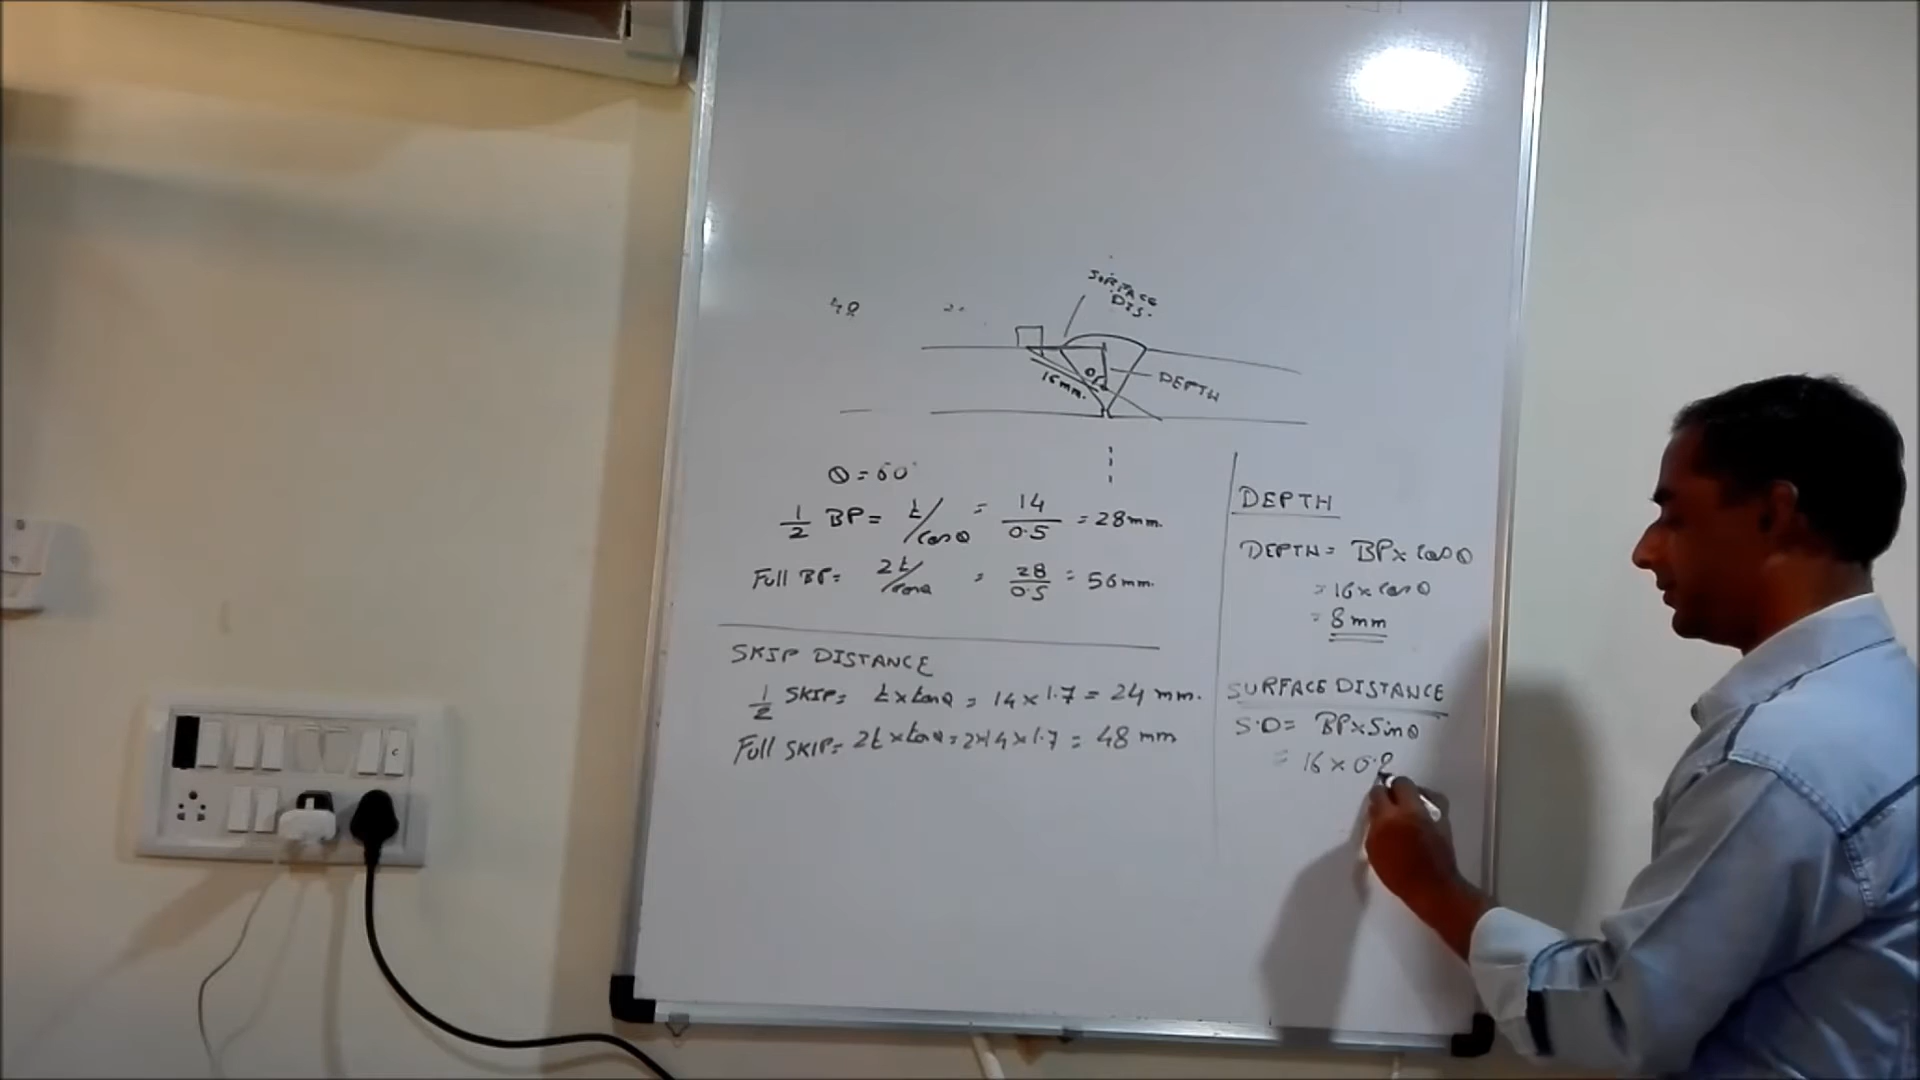 SURFACE
DIS.
16mm.
DEPTH
θ = 60°
1/2 BP = t/cosθ = 14/0.5 = 28mm.
Full BP = 2t/cosθ = 28/0.5 = 56mm.
SKIP DISTANCE
1/2 SKIP = t x tanθ = 14 x 1.7 = 24 mm.
Full SKIP = 2t x tanθ = 2x14 x 1.7 = 48 mm
DEPTH
DEPTH = BP x cosθ
= 16 x cosθ
= 8 mm
SURFACE DISTANCE
S.D = BP x Sinθ
= 16 x 0.8